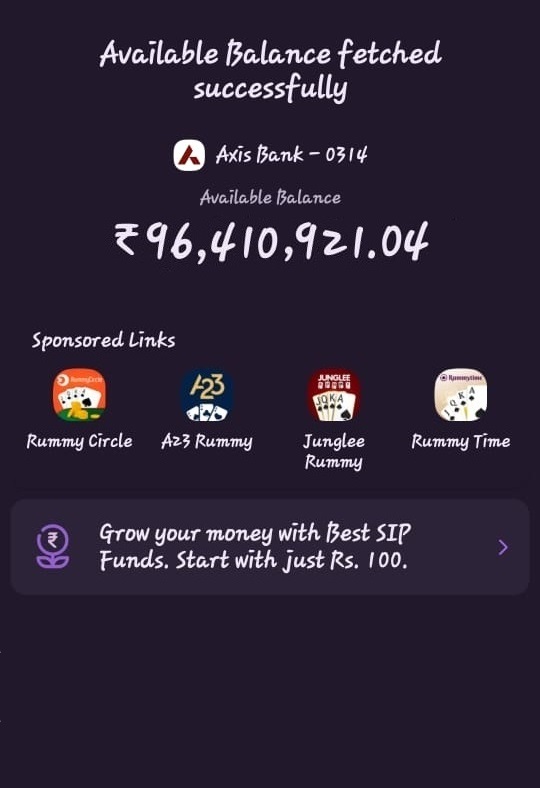 Available Balance fetched
successfully
Axis Bank - 0314
Available Balance
₹96,410,921.04
Sponsored Links
RummyCircle
A23
JUNGLEE
Rummytime
Rummy Circle
A23 Rummy
Junglee
Rummy
Rummy Time
Grow your money with Best SIP
Funds. Start with just Rs. 100.